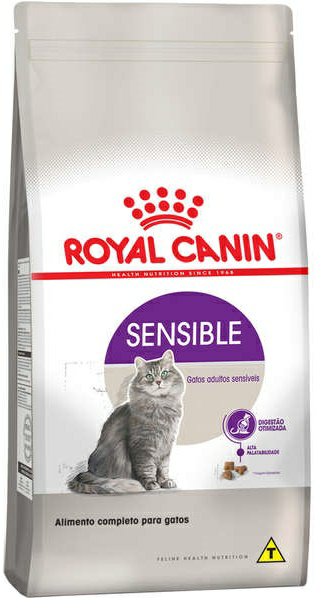 ROYAL CANIN®
HEALTH NUTRITION SINCE 1968
SENSIBLE
Gatos adultos sensíveis
DIGESTÃO
OTIMIZADA
ALTA
PALATABILIDADE
Alimento completo para gatos
T
FELINE HEALTH NUTRITION